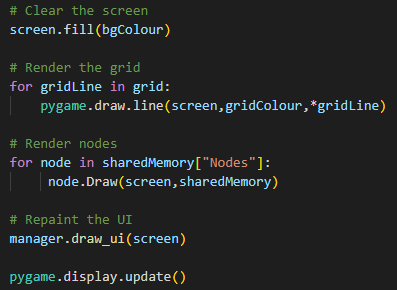 # Clear the screen
screen.fill(bgColour)

# Render the grid
for gridLine in grid:
    pygame.draw.line(screen,gridColour,*gridLine)

# Render nodes
for node in sharedMemory["Nodes"]:
     node.Draw(screen,sharedMemory)

# Repaint the UI
manager.draw_ui(screen)

pygame.display.update()